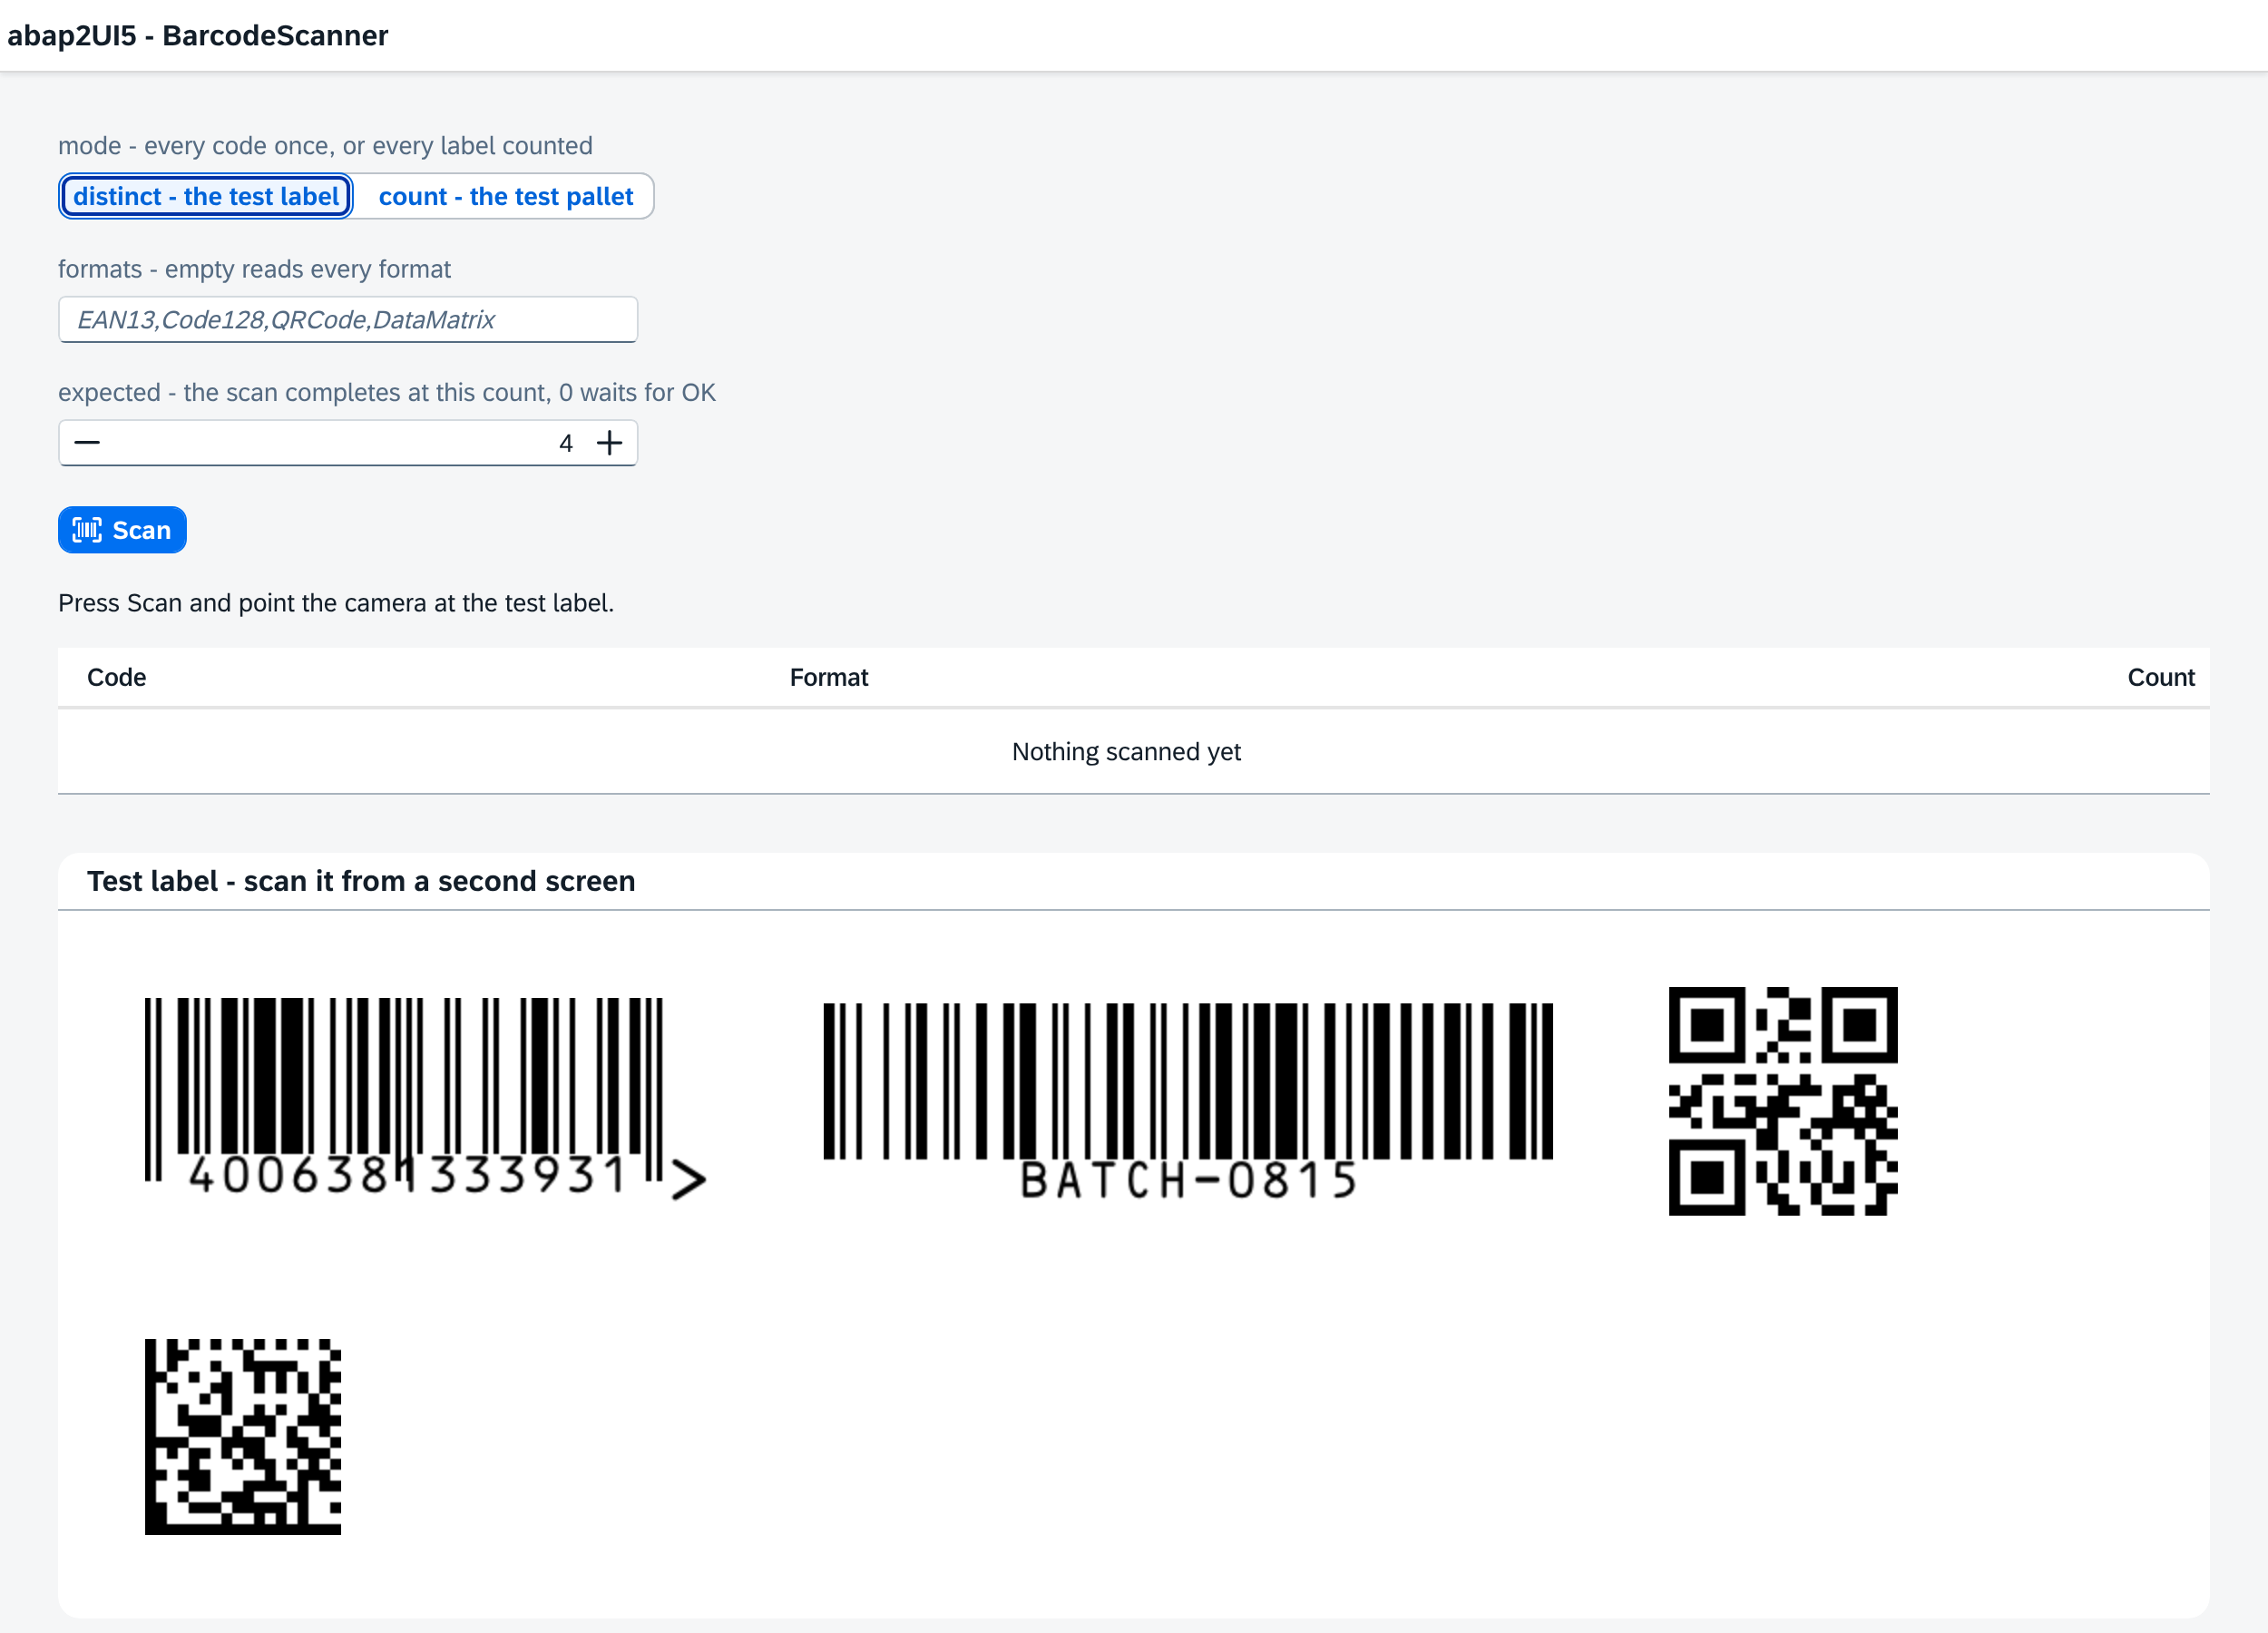 abap2UI5 - BarcodeScanner
mode - every code once, or every label counted
distinct - the test label count - the test pallet
formats - empty reads every format
EAN13,Code128,QRCode,DataMatrix
expected - the scan completes at this count, 0 waits for OK
4
Scan
Press Scan and point the camera at the test label.
Code Format Count
Nothing scanned yet
Test label - scan it from a second screen
4006381333931 >
BATCH-0815